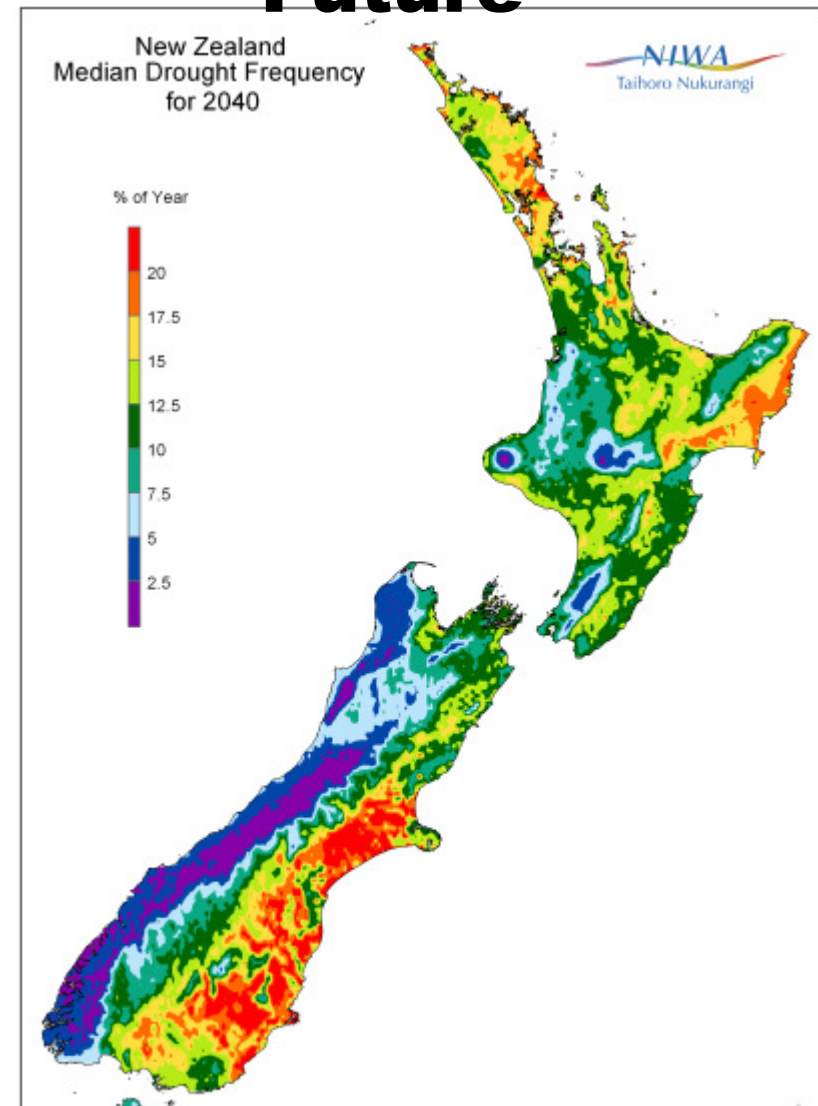 Future
New Zealand
Median Drought Frequency
for 2040
NIWA
Taihoro Nukurangi
% of Year
20
17.5
15
12.5
10
7.5
5
2.5